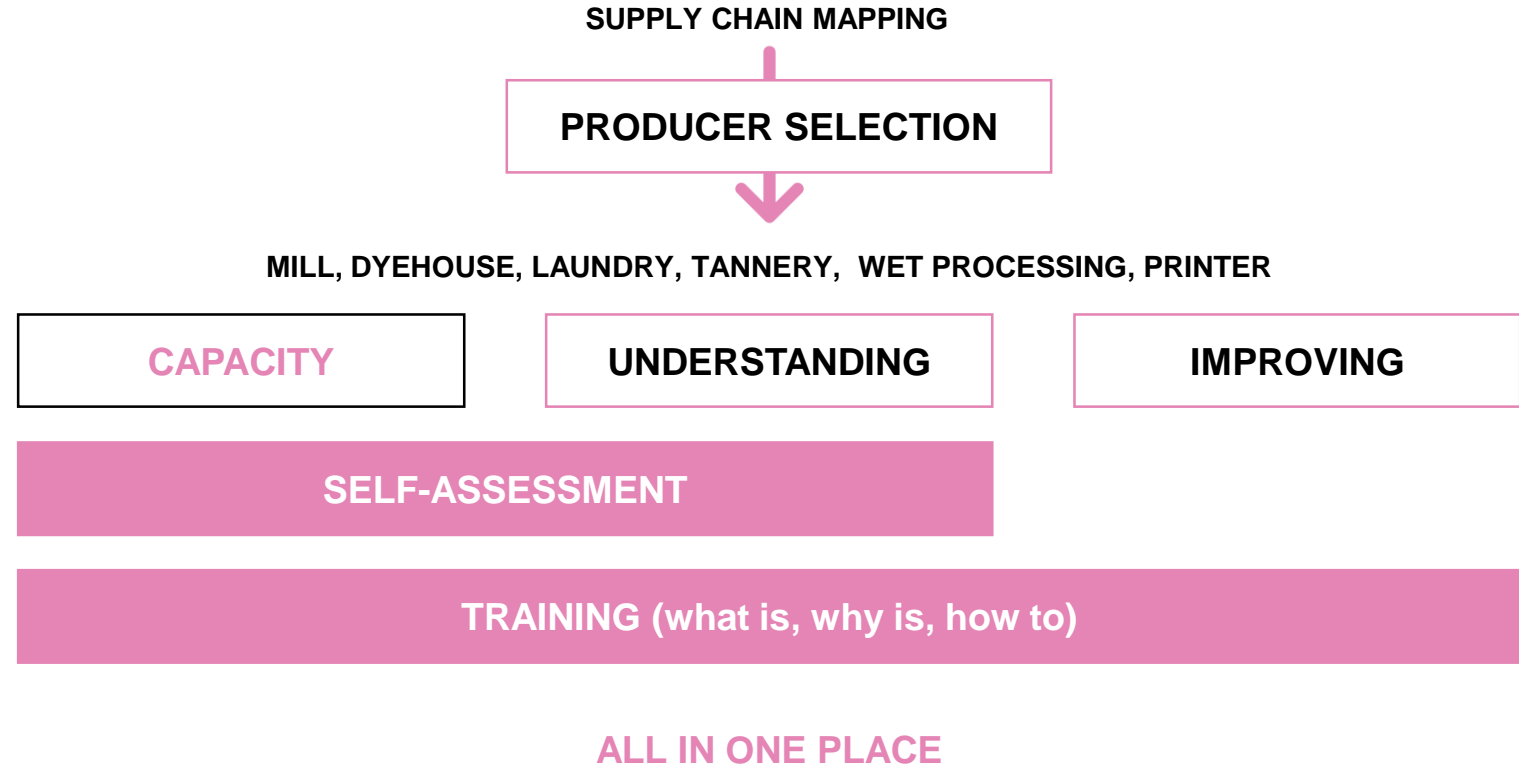 SUPPLY CHAIN MAPPING
PRODUCER SELECTION
MILL, DYEHOUSE, LAUNDRY, TANNERY, WET PROCESSING, PRINTER
CAPACITY
UNDERSTANDING
IMPROVING
SELF-ASSESSMENT
TRAINING (what is, why is, how to)
ALL IN ONE PLACE